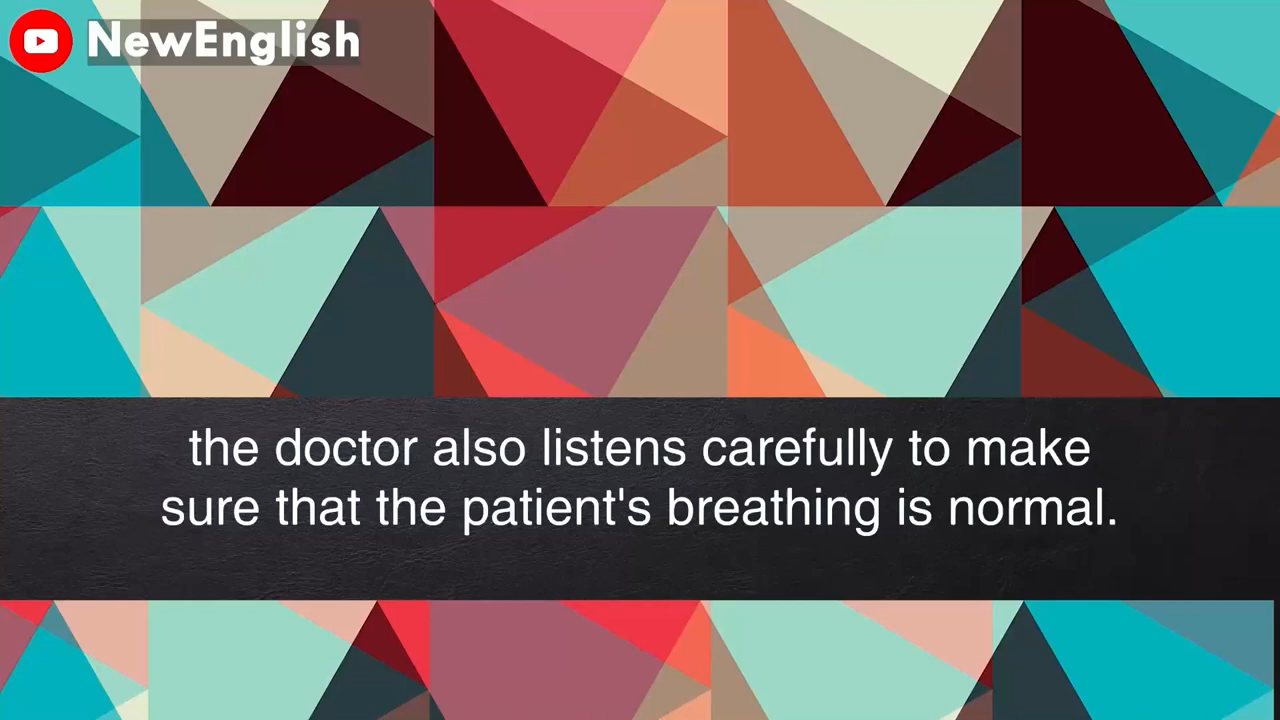 NewEnglish
the doctor also listens carefully to make
sure that the patient's breathing is normal.